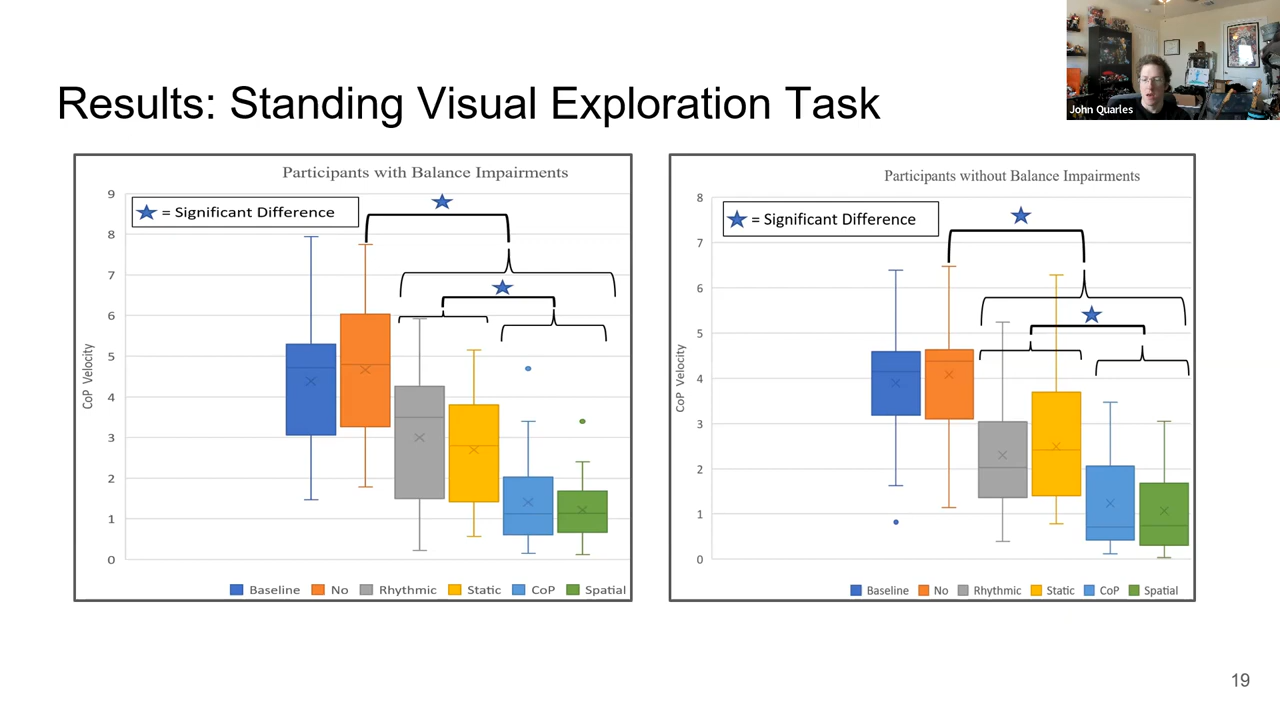 John Quarles
Results: Standing Visual Exploration Task
Participants with Balance Impairments
= Significant Difference
9
8
7
6
5
4
3
2
1
0
CoP Velocity
Baseline No Rhythmic Static CoP Spatial
Participants without Balance Impairments
= Significant Difference
8
7
6
5
4
3
2
1
0
CoP Velocity
Baseline No Rhythmic Static CoP Spatial
19